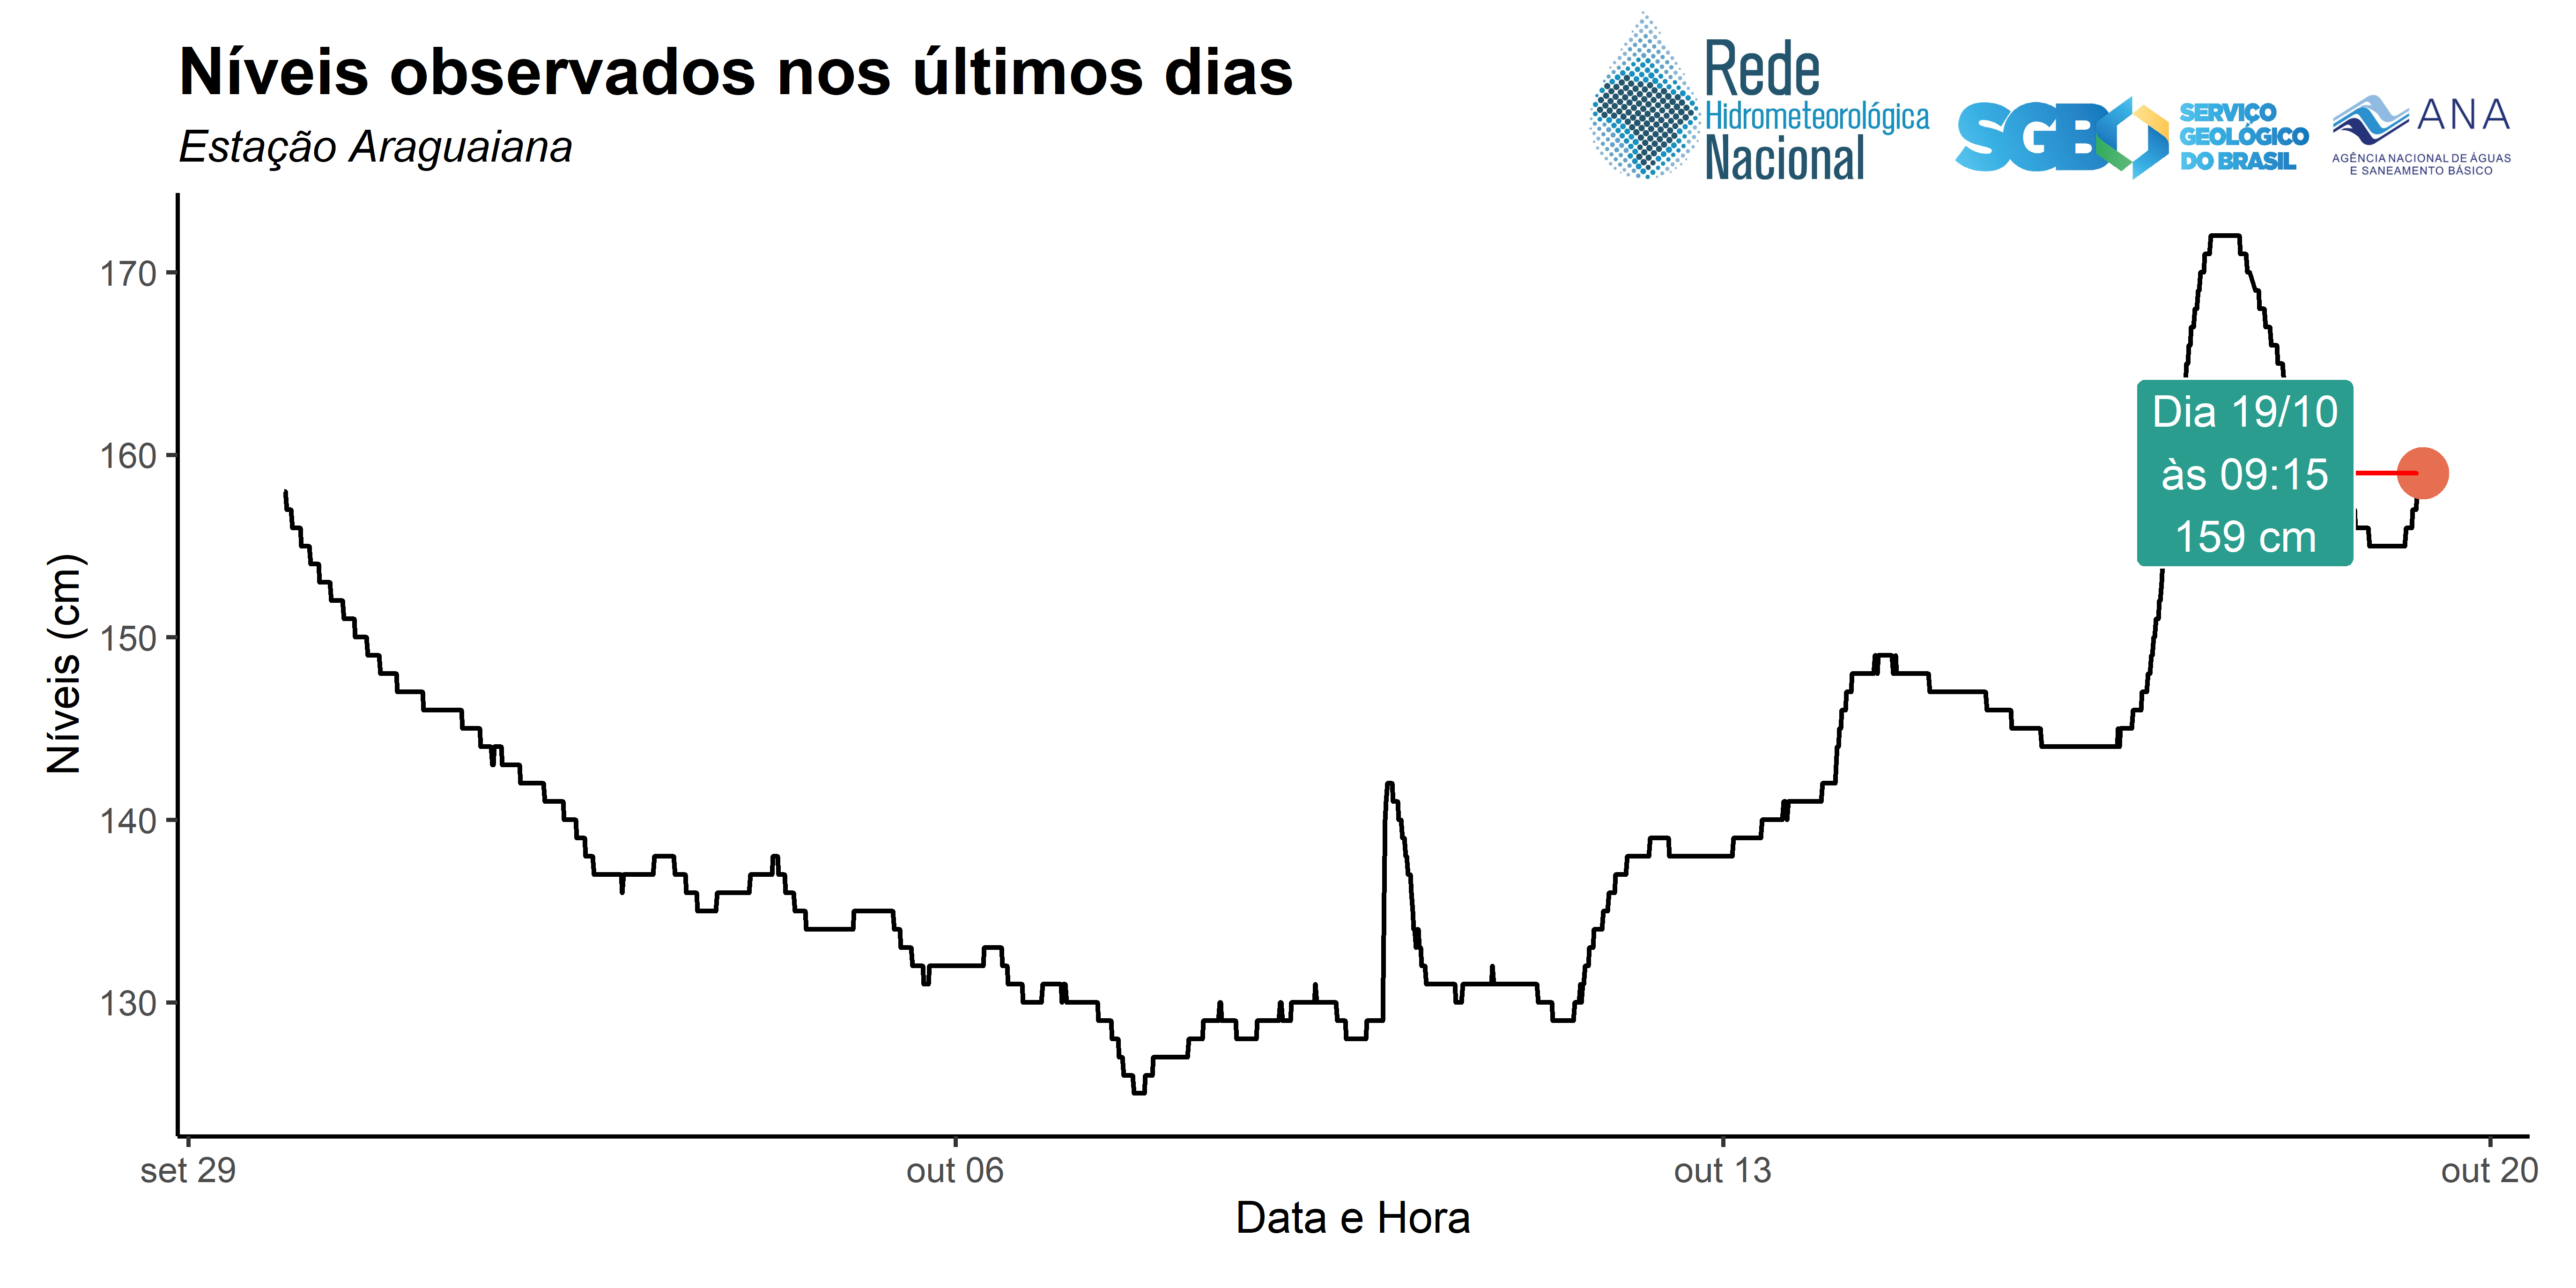 Níveis observados nos últimos dias
Estação Araguaiana
Rede
Hidrometeorológica
Nacional
SGB
SERVIÇO
GEOLÓGICO
DO BRASIL
ANA
AGÊNCIA NACIONAL DE ÁGUAS
E SANEAMENTO BÁSICO
170
160
150
140
130
Níveis (cm)
Dia 19/10
às 09:15
159 cm
set 29
out 06
out 13
out 20
Data e Hora